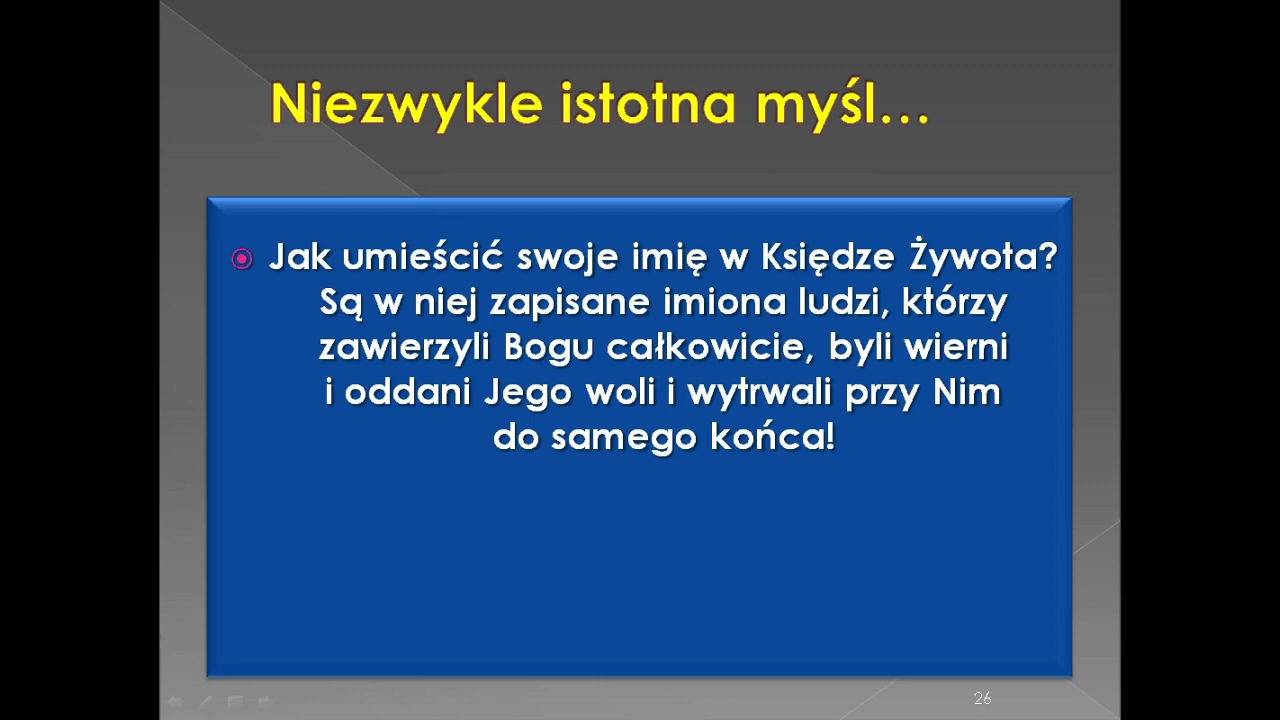 Niezwykle istotna myśl...
Jak umieścić swoje imię w Księdze Żywota?
Są w niej zapisane imiona ludzi, którzy
zawierzyli Bogu całkowicie, byli wierni
i oddani Jego woli i wytrwali przy Nim
do samego końca!
26